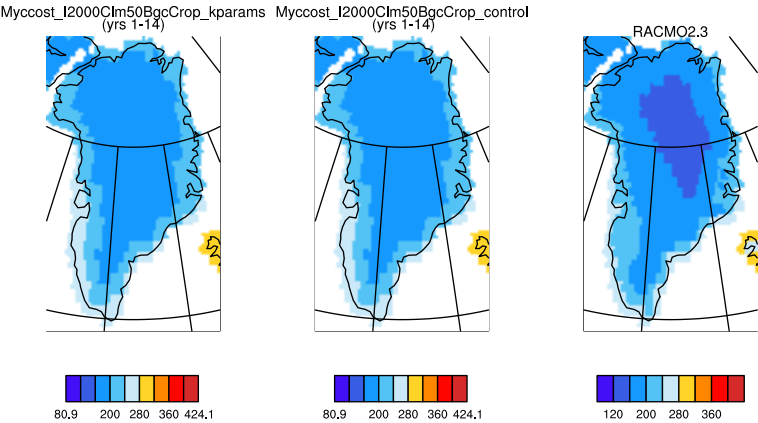 Myccost_I2000Clm50BgcCrop_kparams
(yrs 1-14)
Myccost_I2000Clm50BgcCrop_control
(yrs 1-14)
RACMO2.3
80.9 200 280 360 424.1
80.9 200 280 360 424.1
120 200 280 360